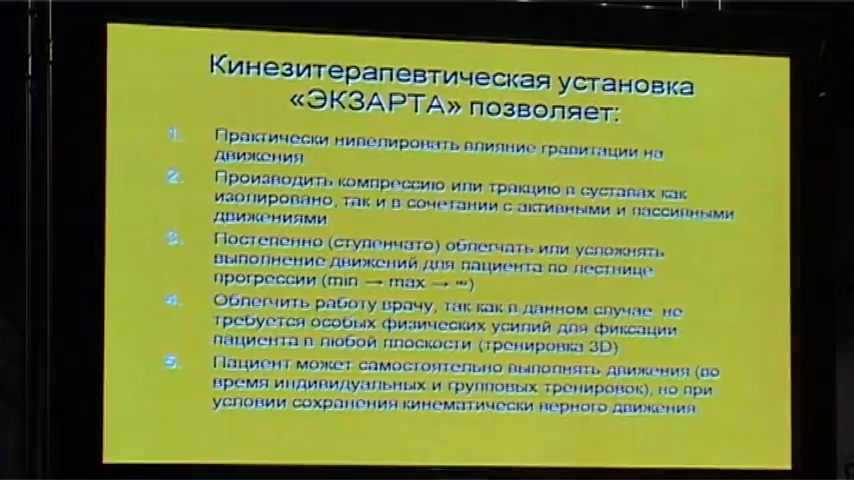 Кинезитерапевтическая установка
«ЭКЗАРТА» позволяет:
1. Практически нивелировать влияние гравитации на
движения
2. Производить компрессию или тракцию в суставах как
изолировано, так и в сочетании с активными и пассивными
движениями
3. Постепенно (ступенчато) облегчать или усложнять
выполнение движений для пациента по лестнице
прогрессии (min → max → ∞)
4. Облегчить работу врачу, так как в данном случае не
требуется особых физических усилий для фиксации
пациента в любой плоскости (тренировка 3D)
5. Пациент может самостоятельно выполнять движения (во
время индивидуальных и групповых тренировок), но при
условии сохранения кинематически верного движения